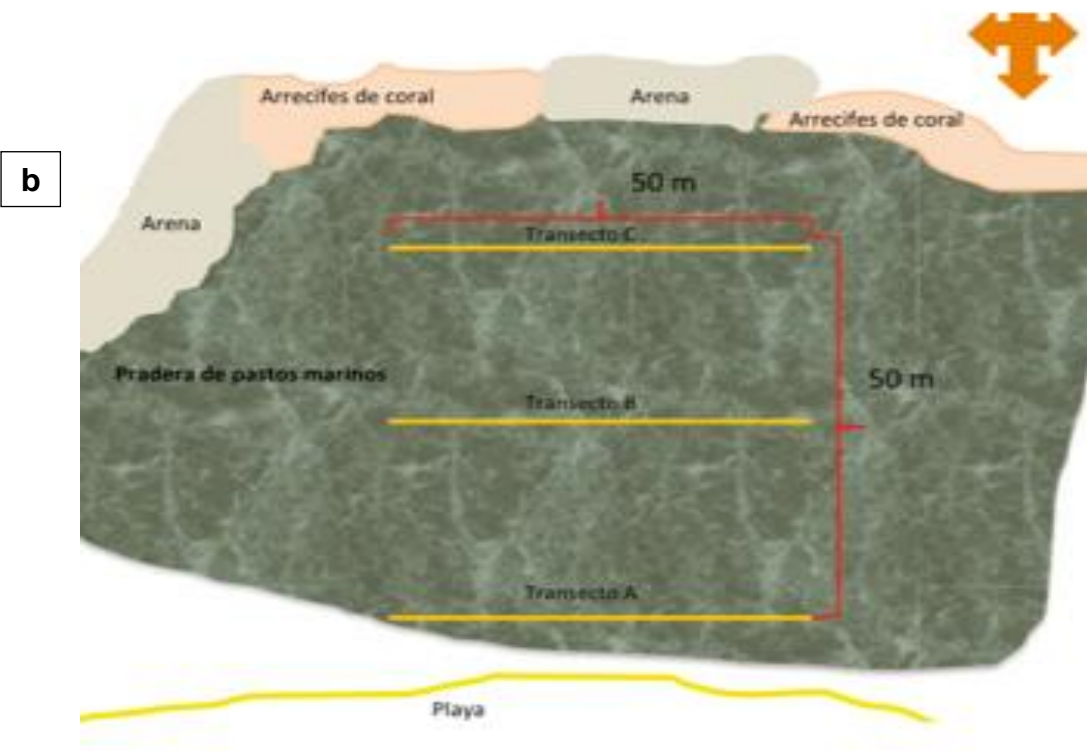 Arrecifes de coral
Arena
Arrecifes de coral
b
50 m
Arena
Transecto C
Pradera de pastos marinos
50 m
Transecto B
Transecto A
Playa